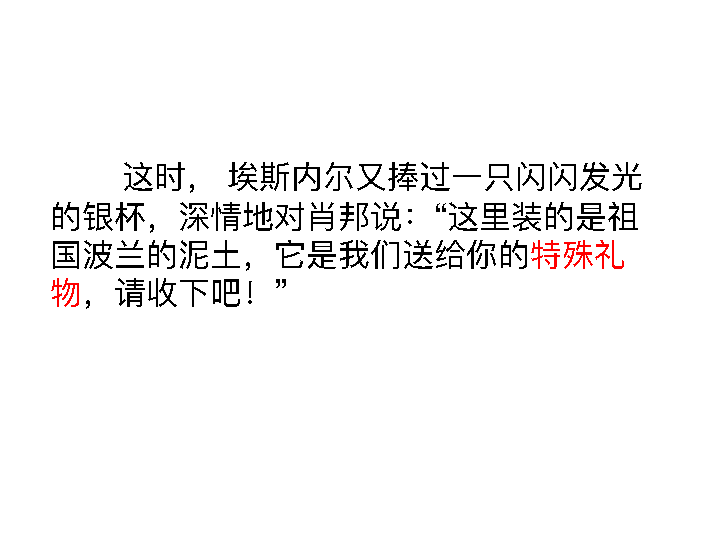 这时， 埃斯内尔又捧过一只闪闪发光
的银杯，深情地对肖邦说：“这里装的是祖
国波兰的泥土，它是我们送给你的特殊礼
物，请收下吧！”